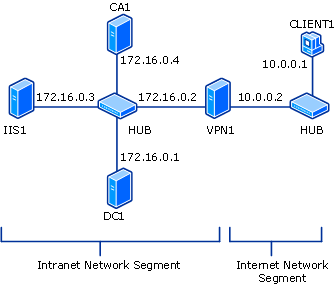 CA1
CLIENT1
172.16.0.4
10.0.0.1
172.16.0.3
172.16.0.2
10.0.0.2
IIS1
HUB
VPN1
HUB
172.16.0.1
DC1
Intranet Network Segment
Internet Network
Segment